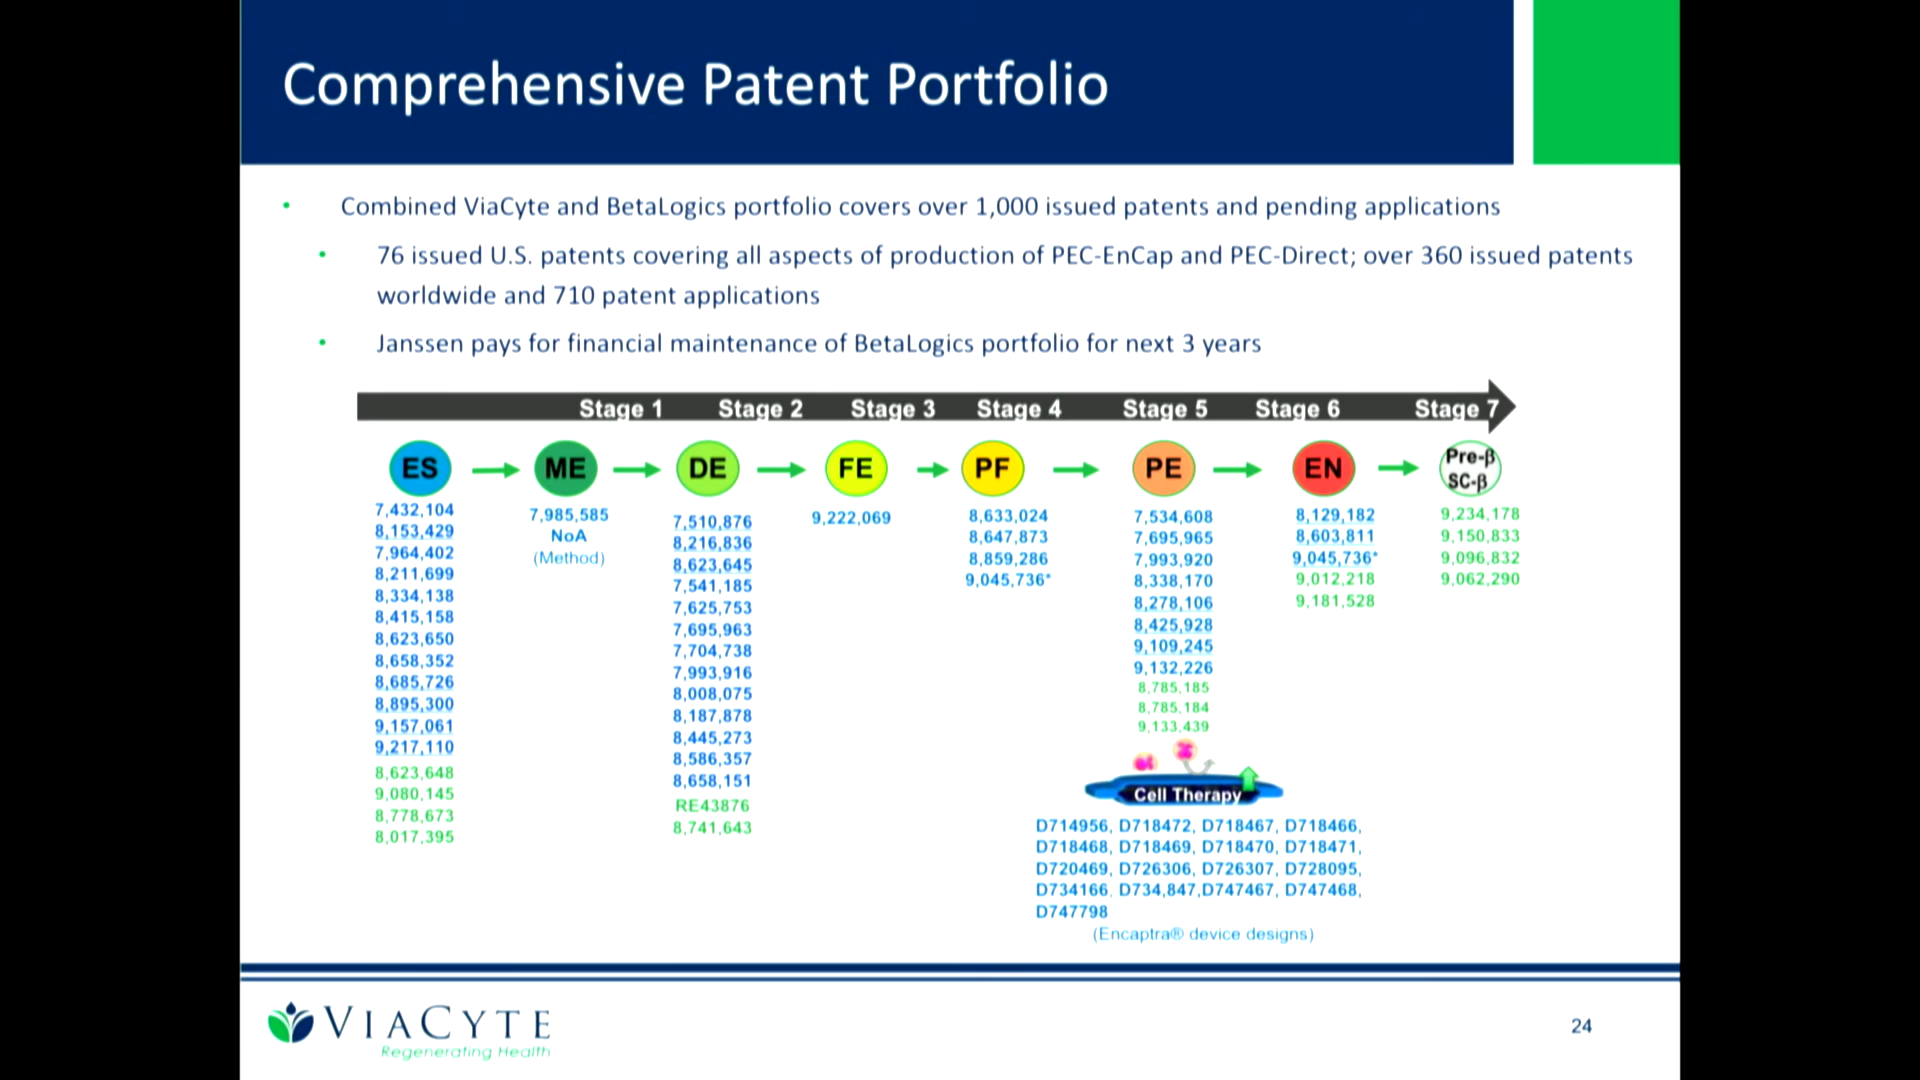 Comprehensive Patent Portfolio
• Combined ViaCyte and BetaLogics portfolio covers over 1,000 issued patents and pending applications
• 76 issued U.S. patents covering all aspects of production of PEC-EnCap and PEC-Direct; over 360 issued patents
worldwide and 710 patent applications
• Janssen pays for financial maintenance of BetaLogics portfolio for next 3 years
Stage 1 Stage 2 Stage 3 Stage 4 Stage 5 Stage 6 Stage 7
ES
7,432,104
8,153,429
7,964,402
8,211,699
8,334,138
8,415,158
8,623,650
8,658,352
8,685,726
8,895,300
9,157,061
9,217,110
8,623,648
9,080,145
8,778,673
8,017,395
ME
7,985,585
NoA
(Method)
DE
7,510,876
8,216,836
8,623,645
7,541,185
7,625,753
7,695,963
7,704,738
7,993,916
8,008,075
8,187,878
8,445,273
8,586,357
8,658,151
RE43876
8,741,643
FE
9,222,069
PF
8,633,024
8,647,873
8,859,286
9,045,736*
PE
7,534,608
7,695,965
7,993,920
8,338,170
8,278,106
8,425,928
9,109,245
9,132,226
8,785,185
8,785,184
9,133,439
EN
8,129,182
8,603,811
9,045,736*
9,012,218
9,181,528
Pre-β
SC-β
9,234,178
9,150,833
9,096,832
9,062,290
Cell Therapy
D714956, D718472, D718467, D718466,
D718468, D718469, D718470, D718471,
D720469, D726306, D726307, D728095,
D734166, D734,847,D747467, D747468,
D747798
(Encaptra® device designs)
VIACYTE
Regenerating Health
24